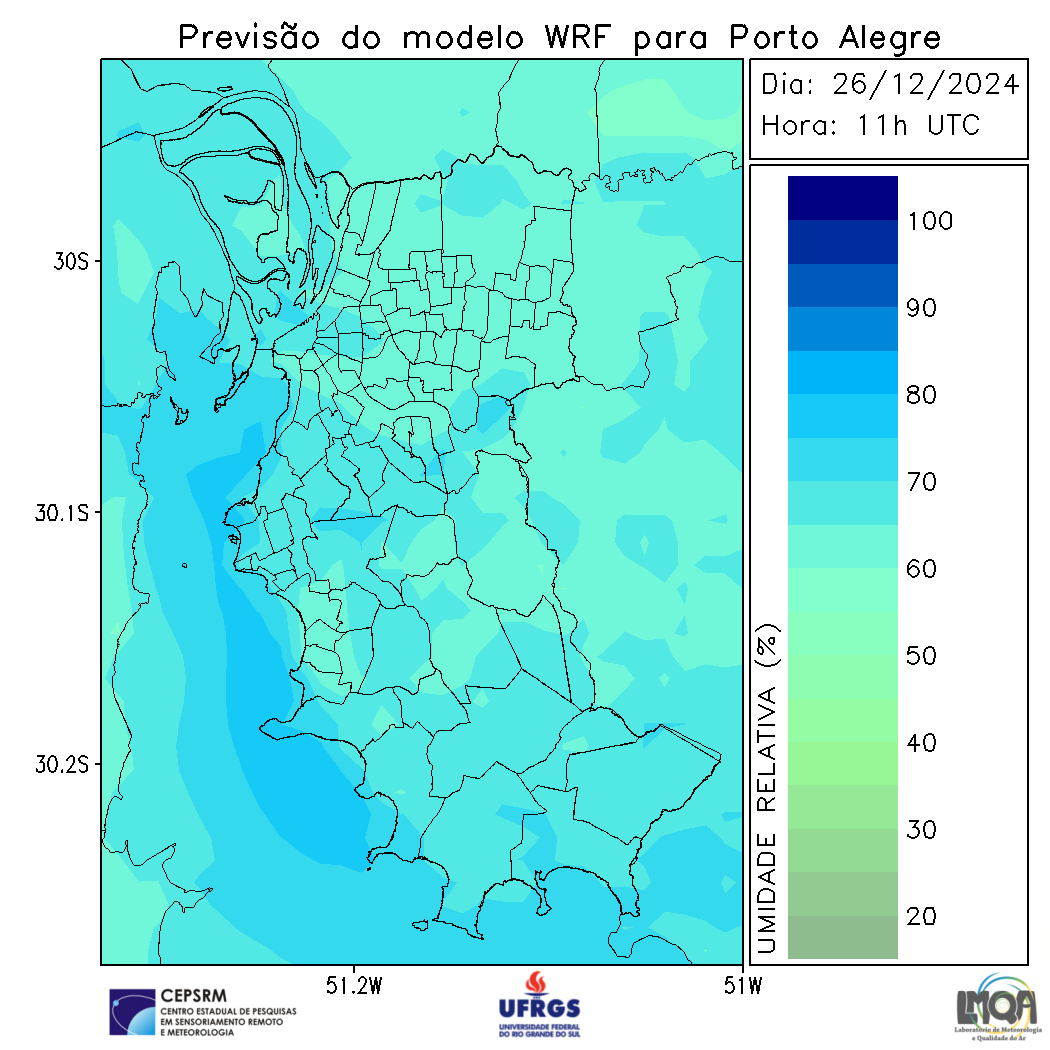 Previsão do modelo WRF para Porto Alegre
Dia: 26/12/2024
Hora: 11h UTC
100
90
80
70
60
50
40
30
20
UMIDADE RELATIVA (%)
30S
30.1S
30.2S
51.2W
51W
CEPSRM
CENTRO ESTADUAL DE PESQUISAS
EM SENSORIAMENTO REMOTO
E METEOROLOGIA
UFRGS
UNIVERSIDADE FEDERAL
DO RIO GRANDE DO SUL
LMQA
Laboratório de Meteorologia
e Qualidade do Ar